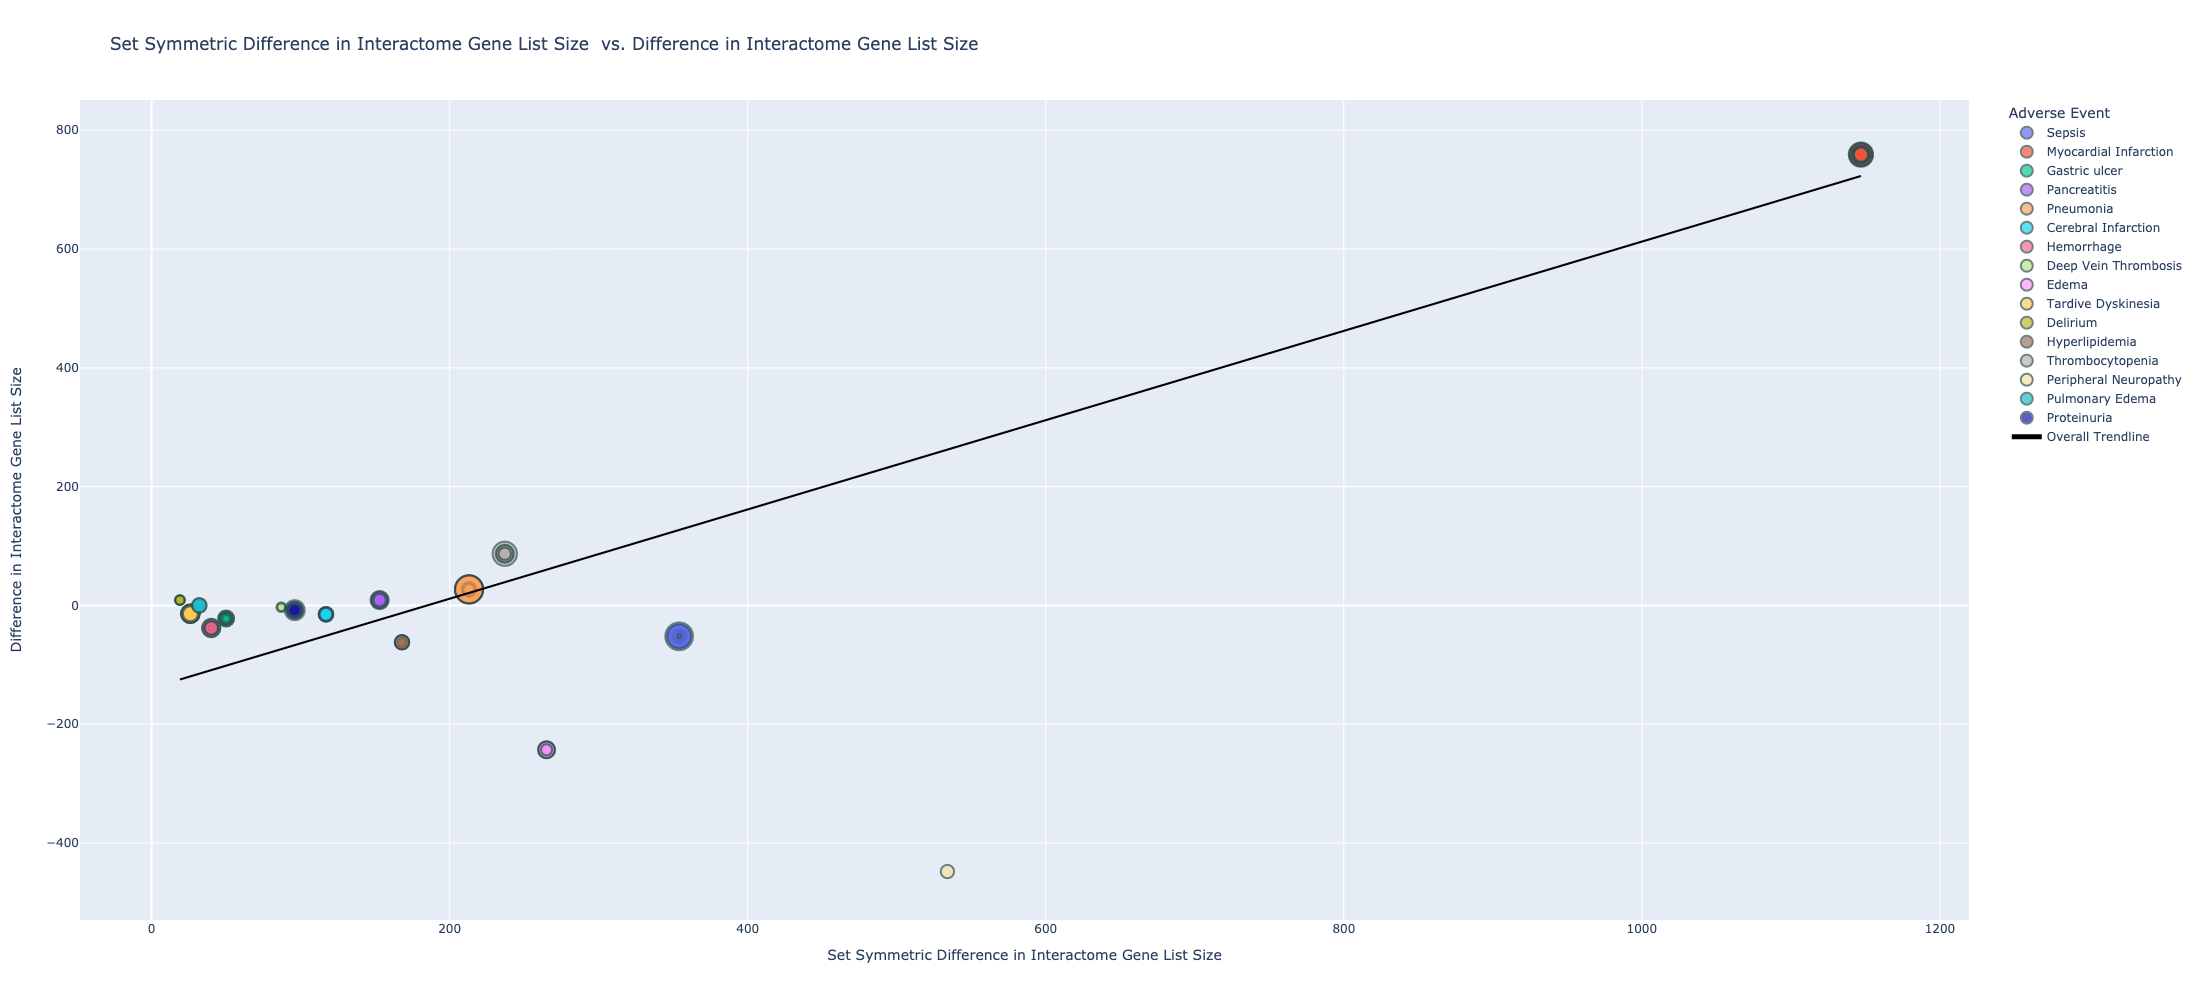 Set Symmetric Difference in Interactome Gene List Size  vs. Difference in Interactome Gene List Size
Difference in Interactome Gene List Size
800
600
400
200
0
−200
−400
0
200
400
600
800
1000
1200
Set Symmetric Difference in Interactome Gene List Size
Adverse Event
Sepsis
Myocardial Infarction
Gastric ulcer
Pancreatitis
Pneumonia
Cerebral Infarction
Hemorrhage
Deep Vein Thrombosis
Edema
Tardive Dyskinesia
Delirium
Hyperlipidemia
Thrombocytopenia
Peripheral Neuropathy
Pulmonary Edema
Proteinuria
Overall Trendline